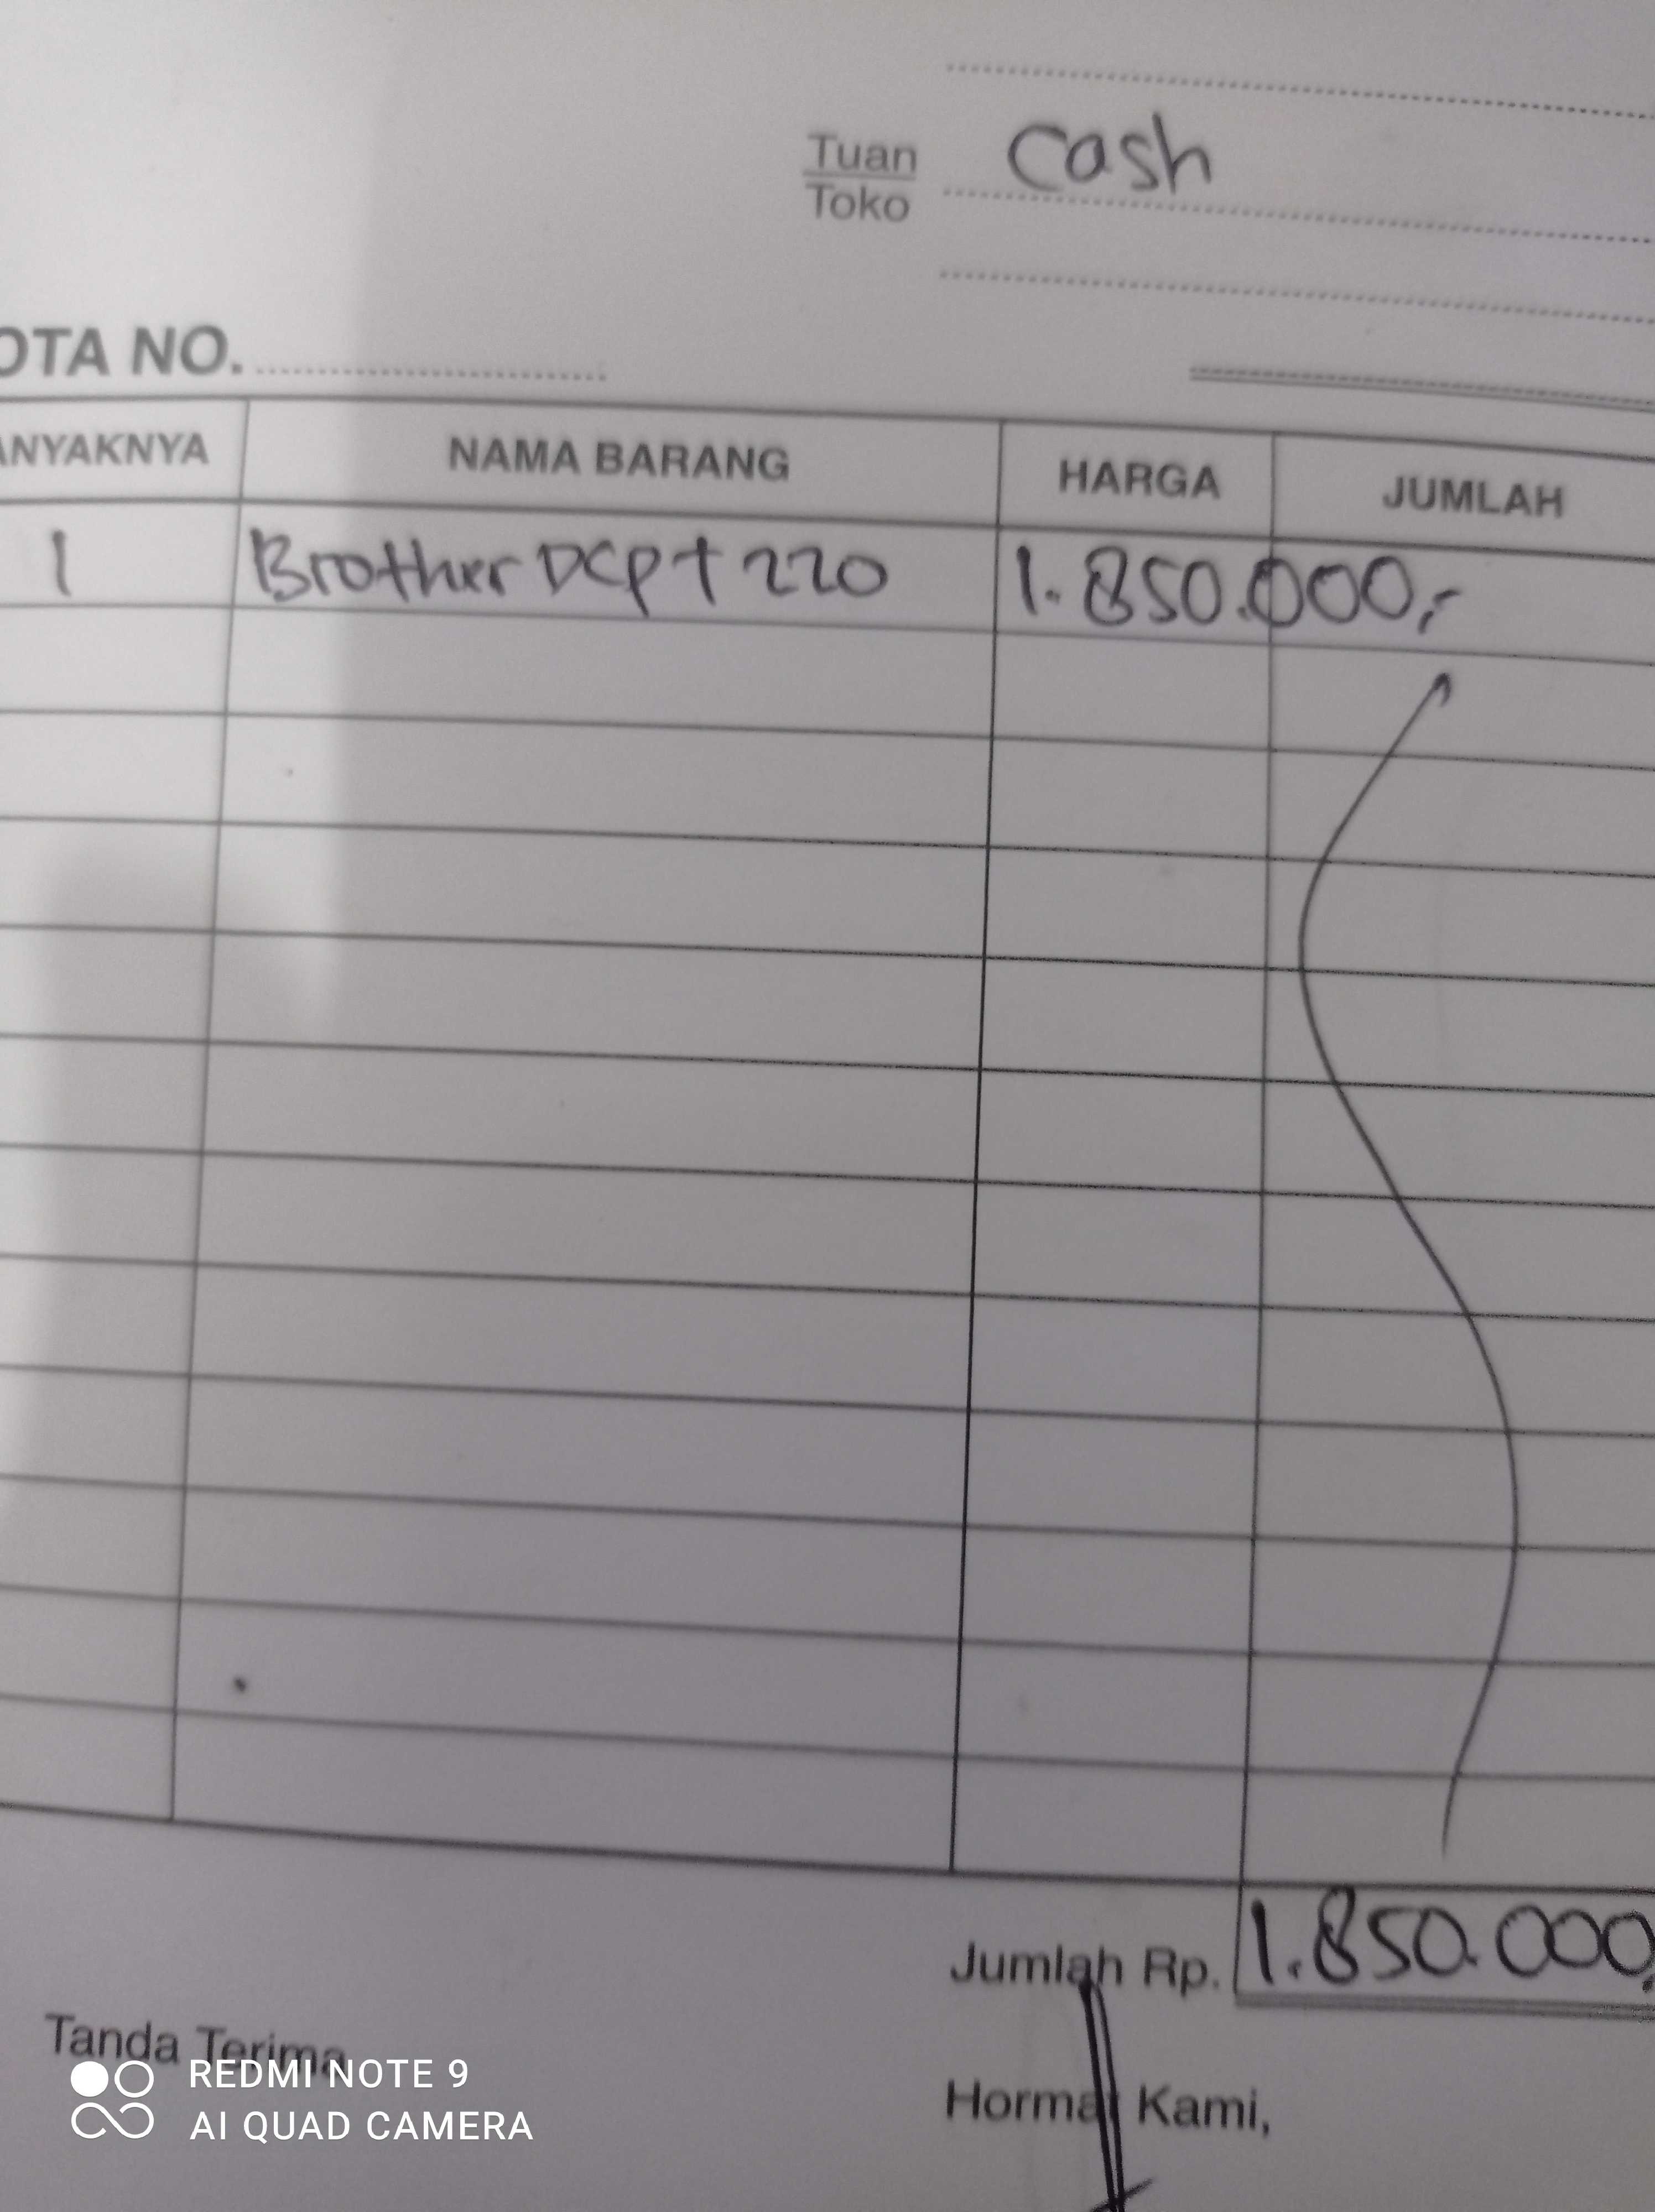 Tuan cash
Toko
OTA NO.
ANYAKNYA NAMA BARANG HARGA JUMLAH
1 Brother DCP t 220 1.850.000,-
Jumlah Rp. 1.850.000,
Tanda Terima
Hormat Kami,
REDMI NOTE 9
AI QUAD CAMERA